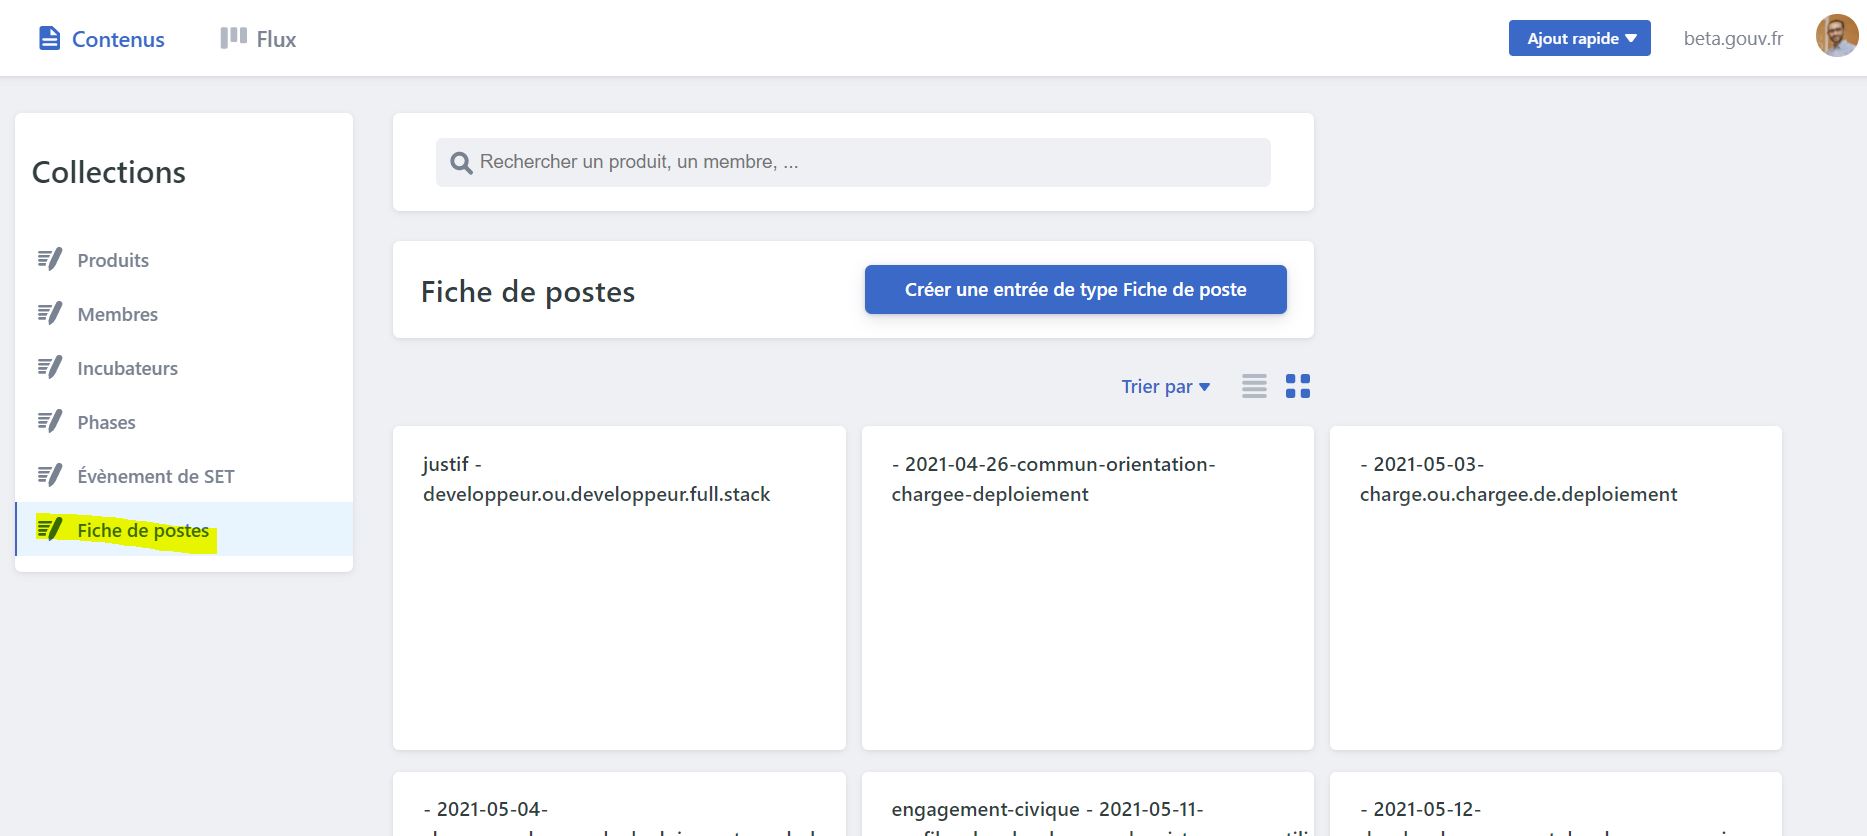 Contenus
Flux
Ajout rapide
beta.gouv.fr
Collections
Produits
Membres
Incubateurs
Phases
Évènement de SET
Fiche de postes
Rechercher un produit, un membre, ...
Fiche de postes
Créer une entrée de type Fiche de poste
Trier par
justif -
developpeur.ou.developpeur.full.stack
- 2021-04-26-commun-orientation-
chargee-deploiement
- 2021-05-03-
charge.ou.chargee.de.deploiement
- 2021-05-04-
engagement-civique - 2021-05-11-
- 2021-05-12-